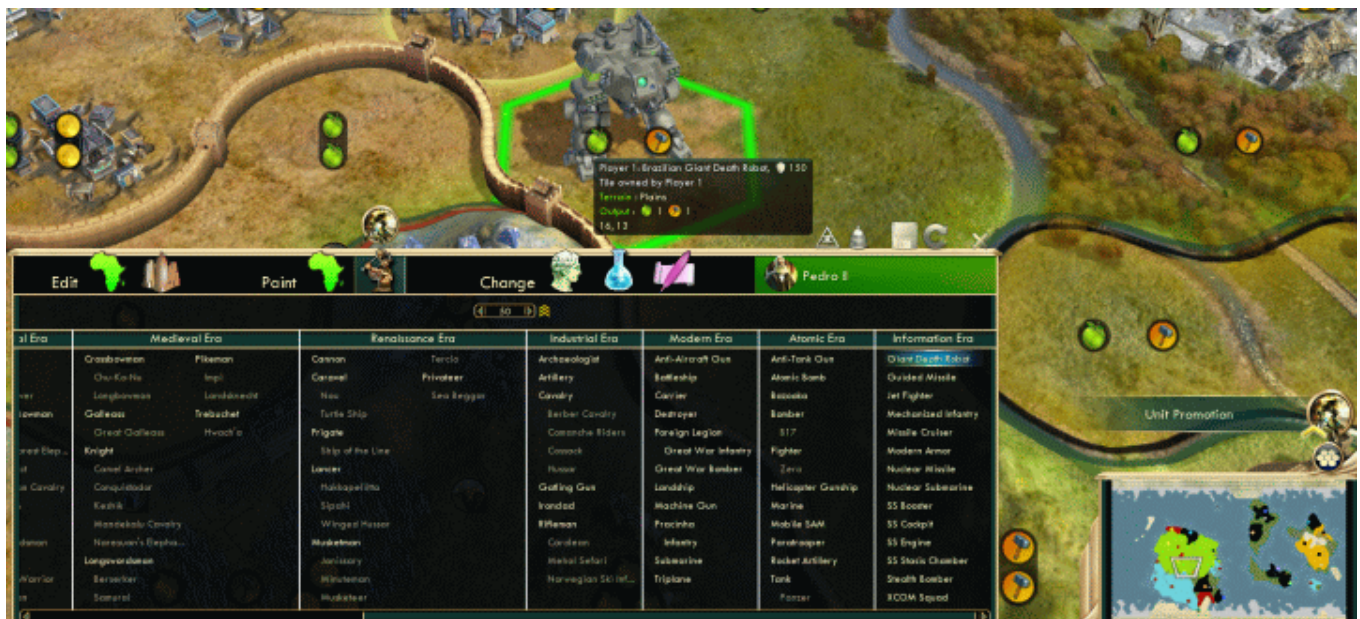 Player 1: Brazilian Giant Death Robot, 150
Tile owned by Player 1
Terrain : Plains
Output : 1 1
16, 13
Edit
Paint
Change
Pedro II
50
al Era
Medieval Era
Renaissance Era
Industrial Era
Modern Era
Atomic Era
Information Era
Crossbowman
Chu-Ko-Nu
Longbowman
Galleass
Great Galleass
Knight
Camel Archer
Conquistador
Keshik
Mandekalu Cavalry
Naresuan's Elepha...
Longswordsman
Berserker
Samurai
Pikeman
Impi
Landsknecht
Trebuchet
Hwach'a
Cannon
Caravel
Nau
Turtle Ship
Frigate
Ship of the Line
Lancer
Hakkapeliitta
Sipahi
Winged Hussar
Musketman
Janissary
Minuteman
Musketeer
Tercio
Privateer
Sea Beggar
Archaeologist
Artillery
Cavalry
Berber Cavalry
Comanche Riders
Cossack
Hussar
Gatling Gun
Ironclad
Rifleman
Carolean
Mehal Sefari
Norwegian Ski Inf...
Anti-Aircraft Gun
Battleship
Carrier
Destroyer
Foreign Legion
Great War Infantry
Great War Bomber
Landship
Machine Gun
Pracinha
Infantry
Submarine
Triplane
Anti-Tank Gun
Atomic Bomb
Bazooka
Bomber
B17
Fighter
Zero
Helicopter Gunship
Marine
Mobile SAM
Paratrooper
Rocket Artillery
Tank
Panzer
Giant Death Robot
Guided Missile
Jet Fighter
Mechanized Infantry
Missile Cruiser
Modern Armor
Nuclear Missile
Nuclear Submarine
SS Booster
SS Cockpit
SS Engine
SS Stasis Chamber
Stealth Bomber
XCOM Squad
Unit Promotion